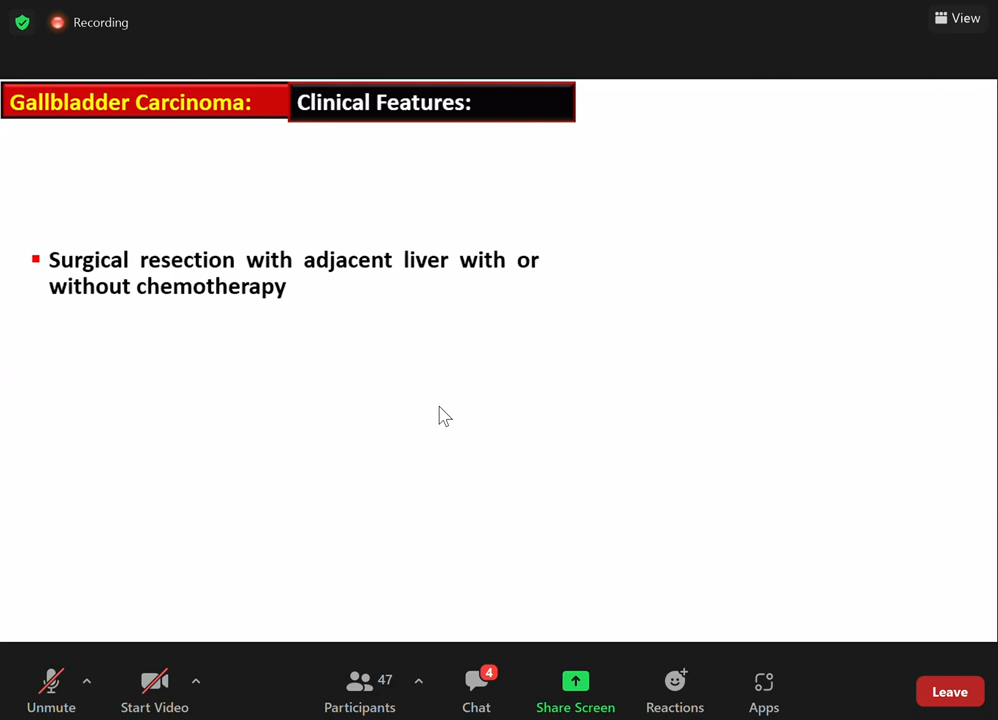 Recording
View
Gallbladder Carcinoma: Clinical Features:
Surgical resection with adjacent liver with or
without chemotherapy
47
4
Unmute
Start Video
Participants
Chat
Share Screen
Reactions
Apps
Leave